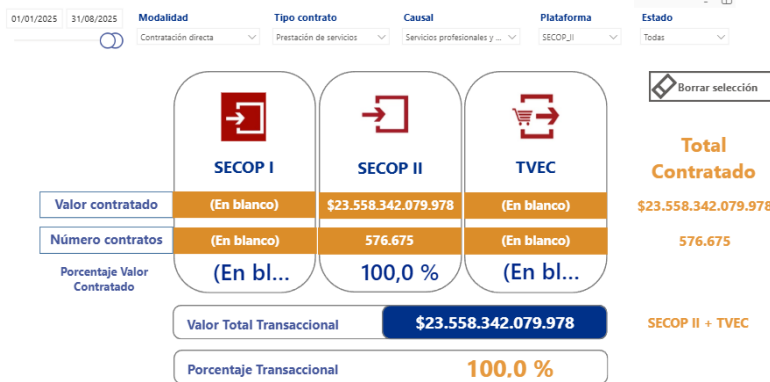 01/01/2025 31/08/2025
Modalidad Tipo contrato Causal Plataforma Estado
Contratación directa Prestación de servicios Servicios profesionales y ... SECOP_II Todas
Borrar selección
SECOP I SECOP II TVEC
Total
Contratado
Valor contratado (En blanco) $23.558.342.079.978 (En blanco) $23.558.342.079.978
Número contratos (En blanco) 576.675 (En blanco) 576.675
Porcentaje Valor
Contratado
(En bl... 100,0 % (En bl...
Valor Total Transaccional $23.558.342.079.978 SECOP II + TVEC
Porcentaje Transaccional 100,0 %